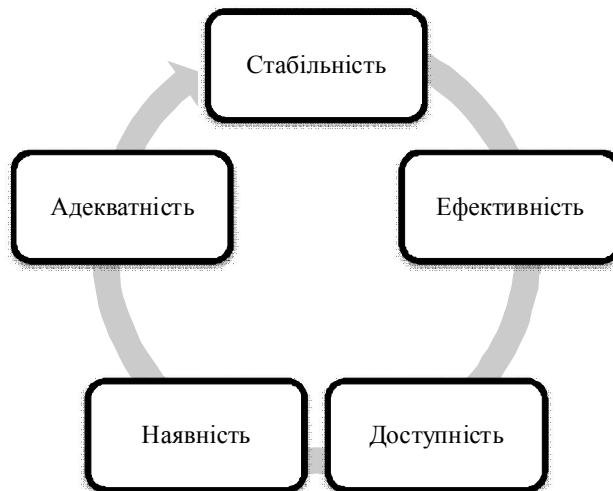 Стабільність
Адекватність
Ефективність
Наявність
Доступність